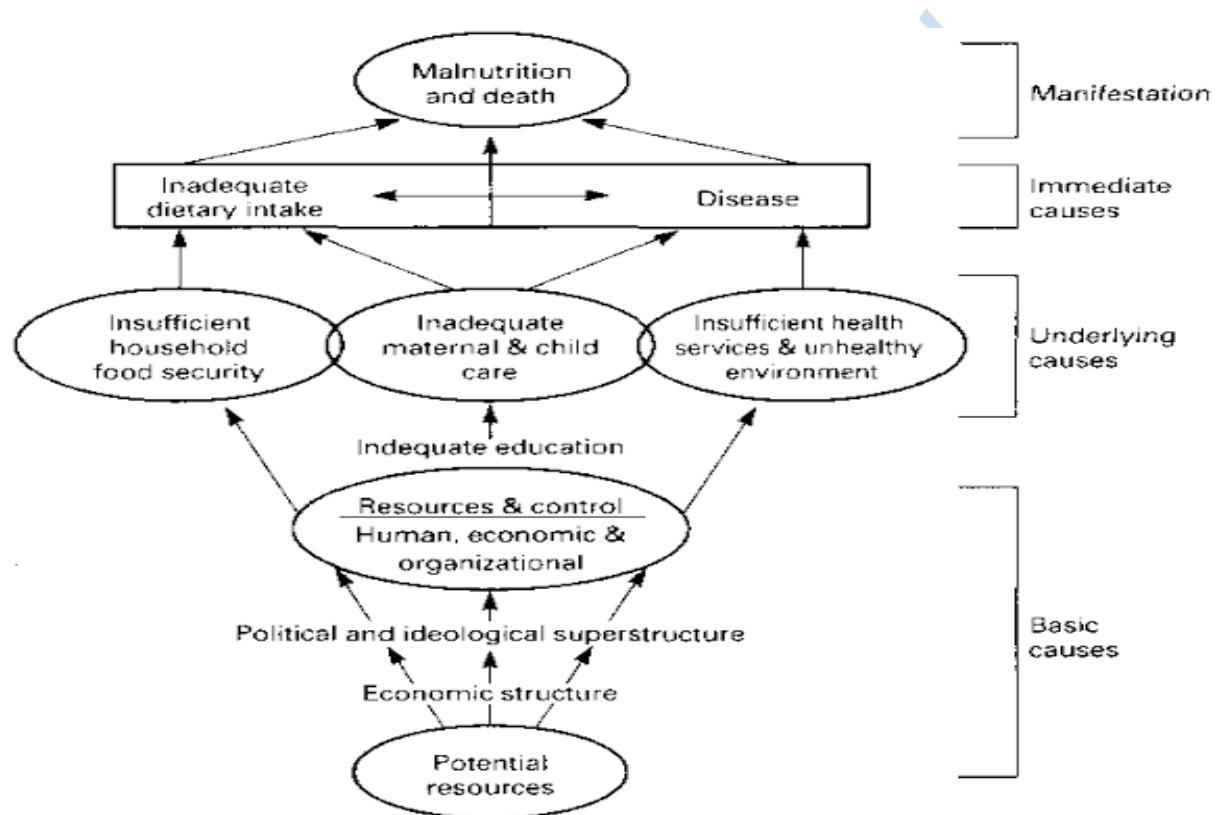 Malnutrition
and death
Manifestation
Inadequate
dietary intake
Disease
Immediate
causes
Insufficient
household
food security
Inadequate
maternal & child
care
Insufficient health
services & unhealthy
environment
Underlying
causes
Indequate education
Resources & control
Human, economic &
organizational
Political and ideological superstructure
Economic structure
Potential
resources
Basic
causes